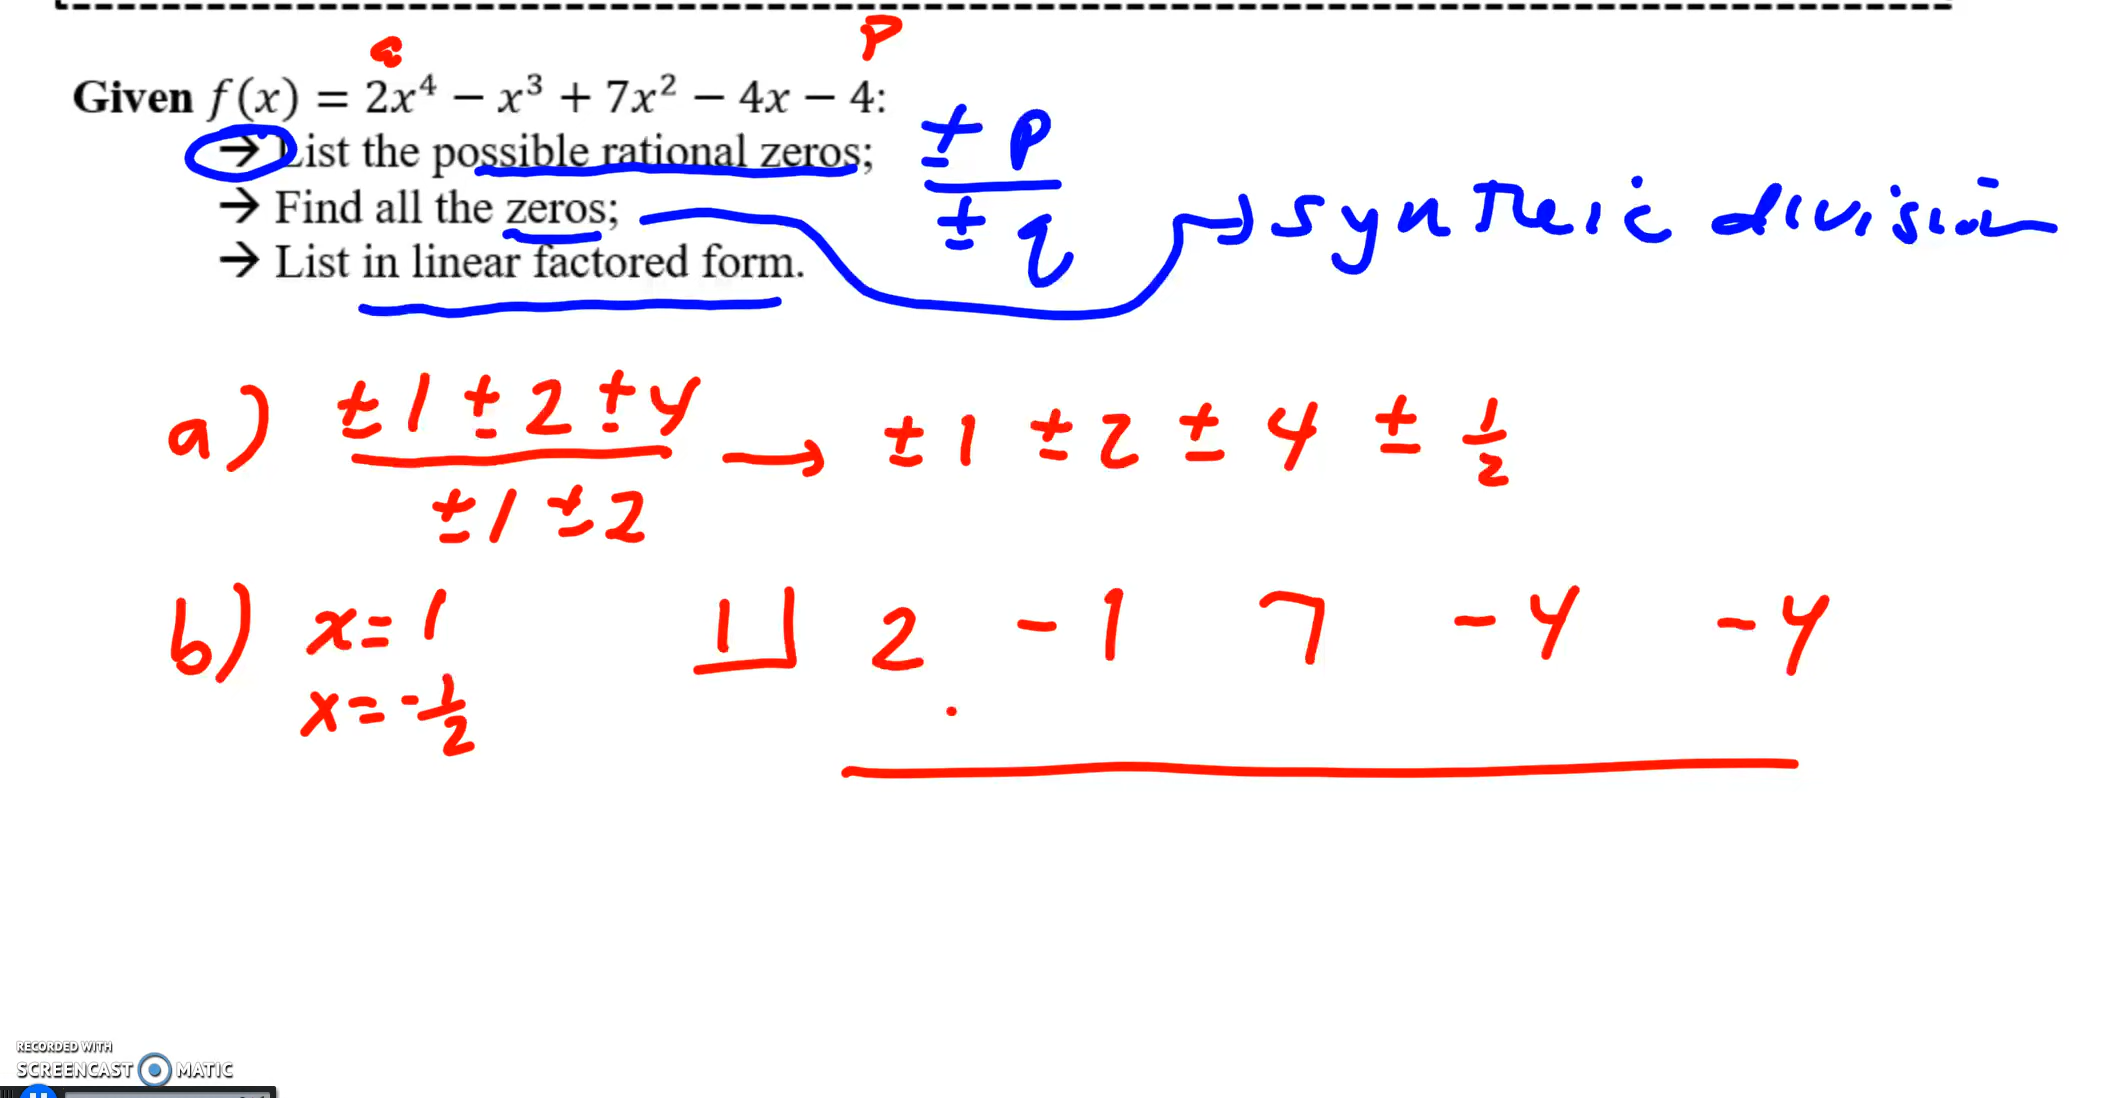 q p
Given f(x) = 2x⁴ − x³ + 7x² − 4x − 4:
→ List the possible rational zeros;
± p
± q
→ Find all the zeros; → synthetic division
→ List in linear factored form.
a) ±1 ±2 ±4 → ±1 ±2 ±4 ± 1/2
±1 ±2
b) x = 1 1 2 -1 7 -4 -4
x = -1/2
RECORDED WITH
SCREENCAST MATIC